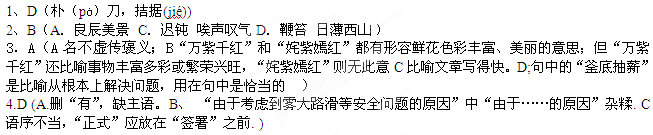 1、D（朴（pō）刀，拮据(jié)）
2、B（A．良辰美景 C．迟钝 唉声叹气 D．鞭笞 日薄西山）
3．A（A 名不虚传褒义；B“万紫千红”和“姹紫嫣红”都有形容鲜花色彩丰富、美丽的意思；但“万紫
千红”还比喻事物丰富多彩或繁荣兴旺，“姹紫嫣红”则无此意 C 比喻文章写得快。D;句中的“釜底抽薪”
是比喻从根本上解决问题，用在句中是恰当的 ）
4.D (A.删“有”，缺主语。B、 “由于考虑到雾大路滑等安全问题的原因”中“由于……的原因”杂糅. C
语序不当，“正式”应放在“签署”之前. )